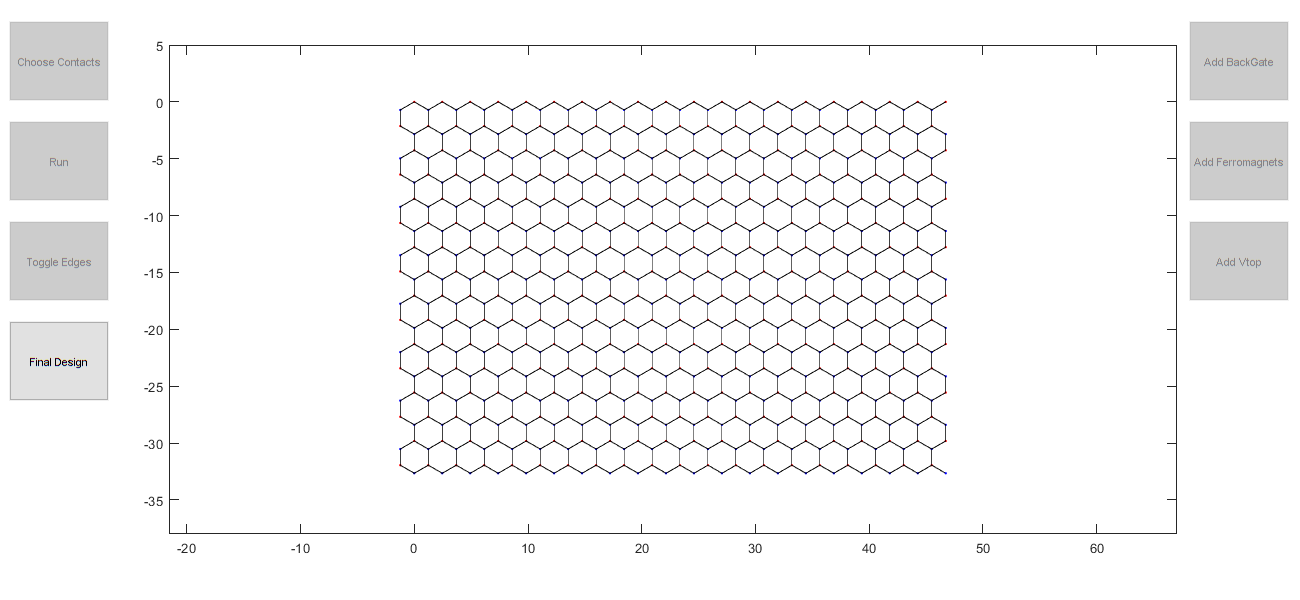 Choose Contacts
Run
Toggle Edges
Final Design
5
0
-5
-10
-15
-20
-25
-30
-35
-20 -10 0 10 20 30 40 50 60
Add BackGate
Add Ferromagnets
Add Vtop